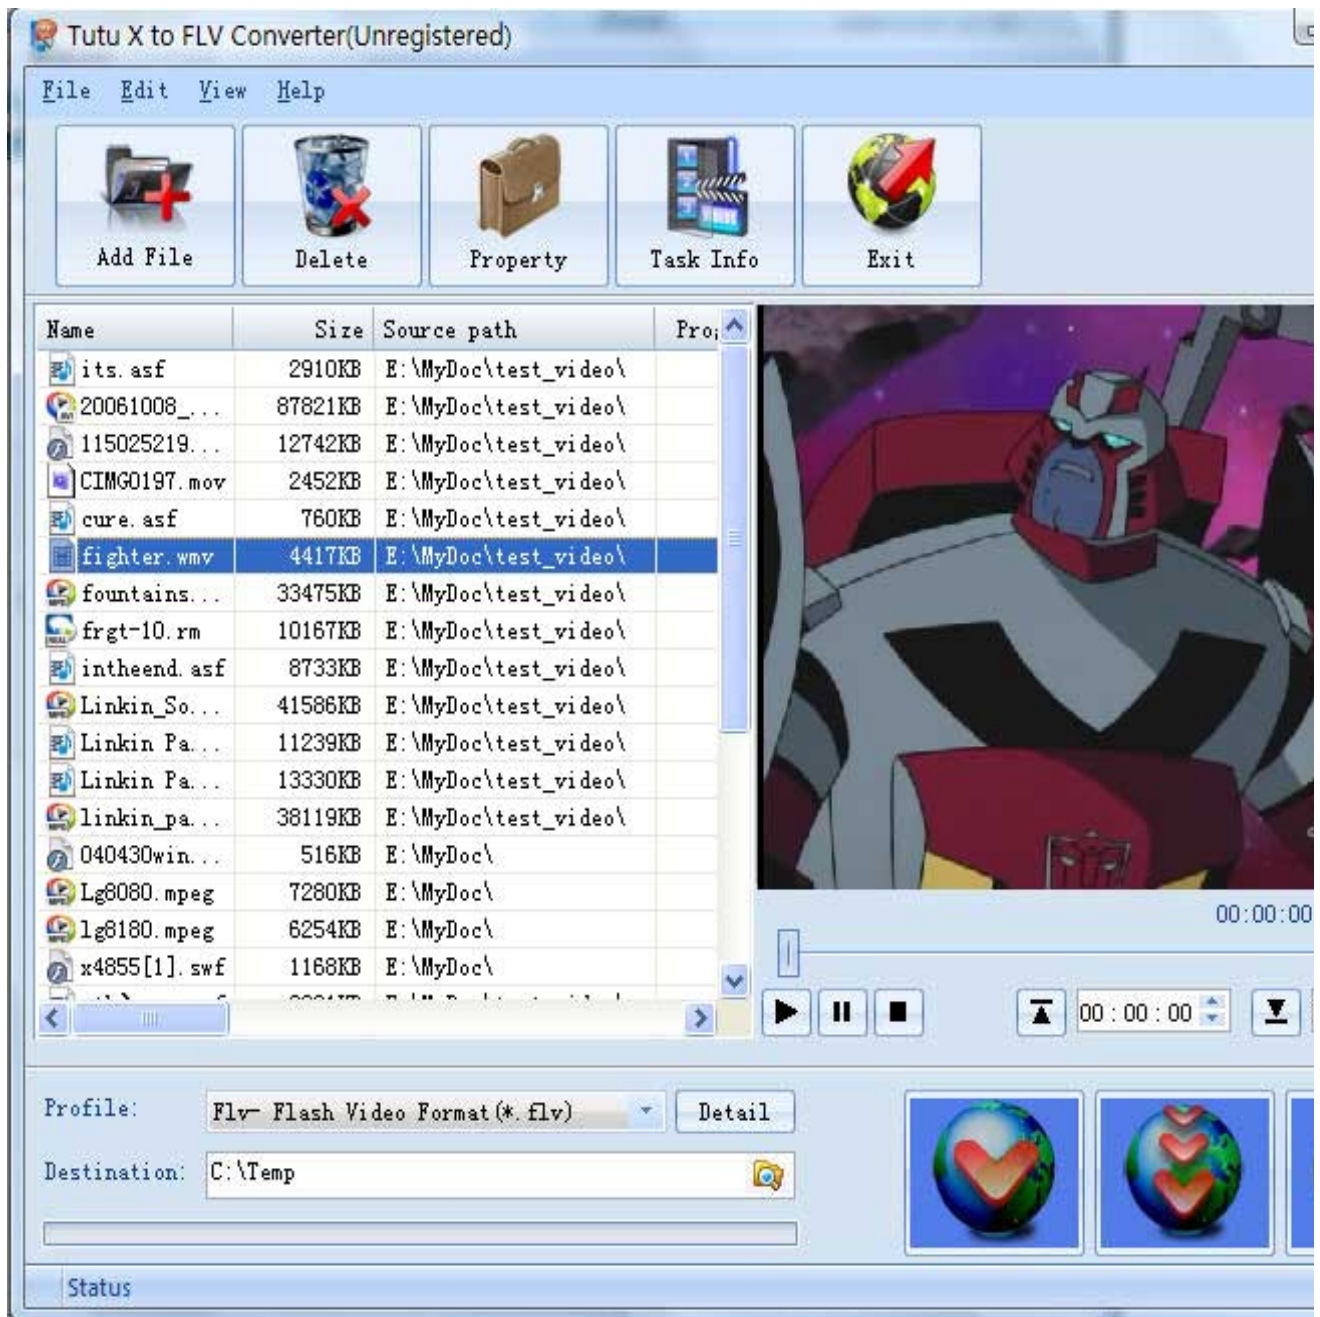 Tutu X to FLV Converter(Unregistered)
File Edit View Help
Add File Delete Property Task Info Exit
Name Size Source path
its.asf 2910KB E:\MyDoc\test_video\
20061008_... 87821KB E:\MyDoc\test_video\
115025219... 12742KB E:\MyDoc\test_video\
CIMG0197.mov 2452KB E:\MyDoc\test_video\
cure.asf 760KB E:\MyDoc\test_video\
fighter.wmv 4417KB E:\MyDoc\test_video\
fountains... 33475KB E:\MyDoc\test_video\
frgt-10.rm 10167KB E:\MyDoc\test_video\
intheend.asf 8733KB E:\MyDoc\test_video\
Linkin_So... 41586KB E:\MyDoc\test_video\
Linkin Pa... 11239KB E:\MyDoc\test_video\
Linkin Pa... 13330KB E:\MyDoc\test_video\
linkin_pa... 38119KB E:\MyDoc\test_video\
040430win... 516KB E:\MyDoc\
Lg8080.mpeg 7280KB E:\MyDoc\
lg8180.mpeg 6254KB E:\MyDoc\
x4855[1].swf 1168KB E:\MyDoc\
00:00:00
00 : 00 : 00
Profile: Flv- Flash Video Format(*.flv) Detail
Destination: C:\Temp
Status